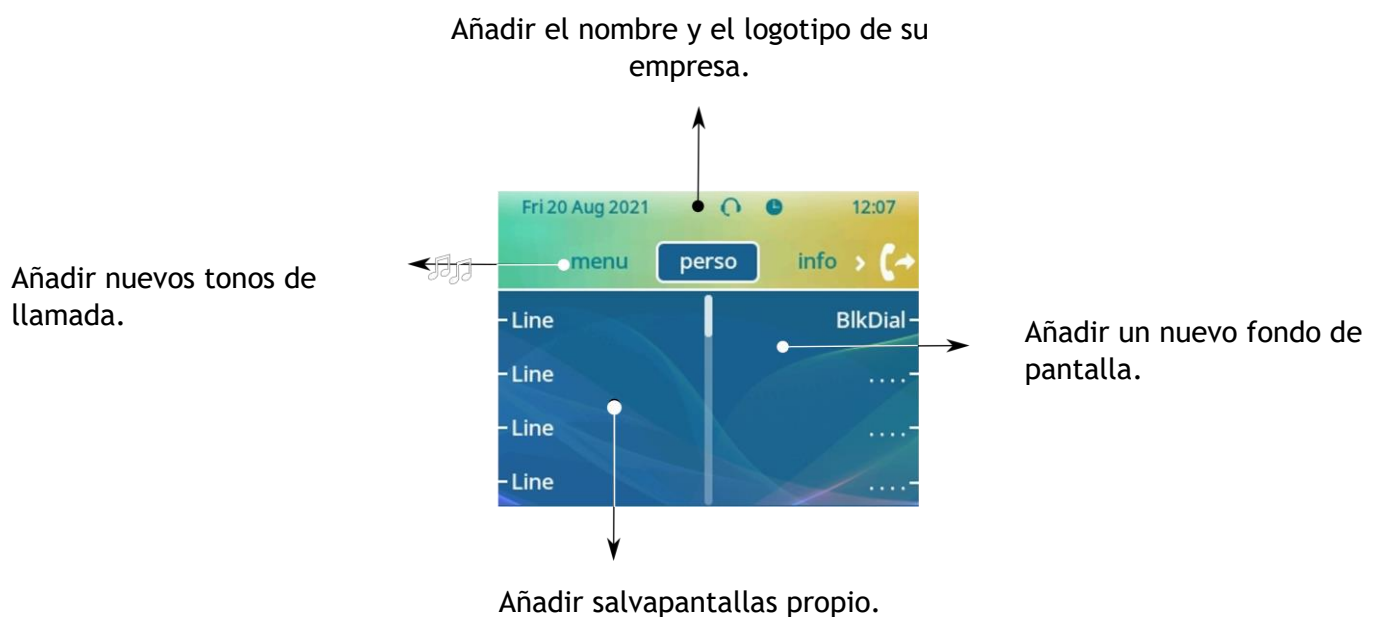 Añadir el nombre y el logotipo de su
empresa.
Fri 20 Aug 2021
12:07
menu
perso
info
Añadir nuevos tonos de
llamada.
Line
BlkDial
Line
....
Line
....
Line
....
Añadir un nuevo fondo de
pantalla.
Añadir salvapantallas propio.